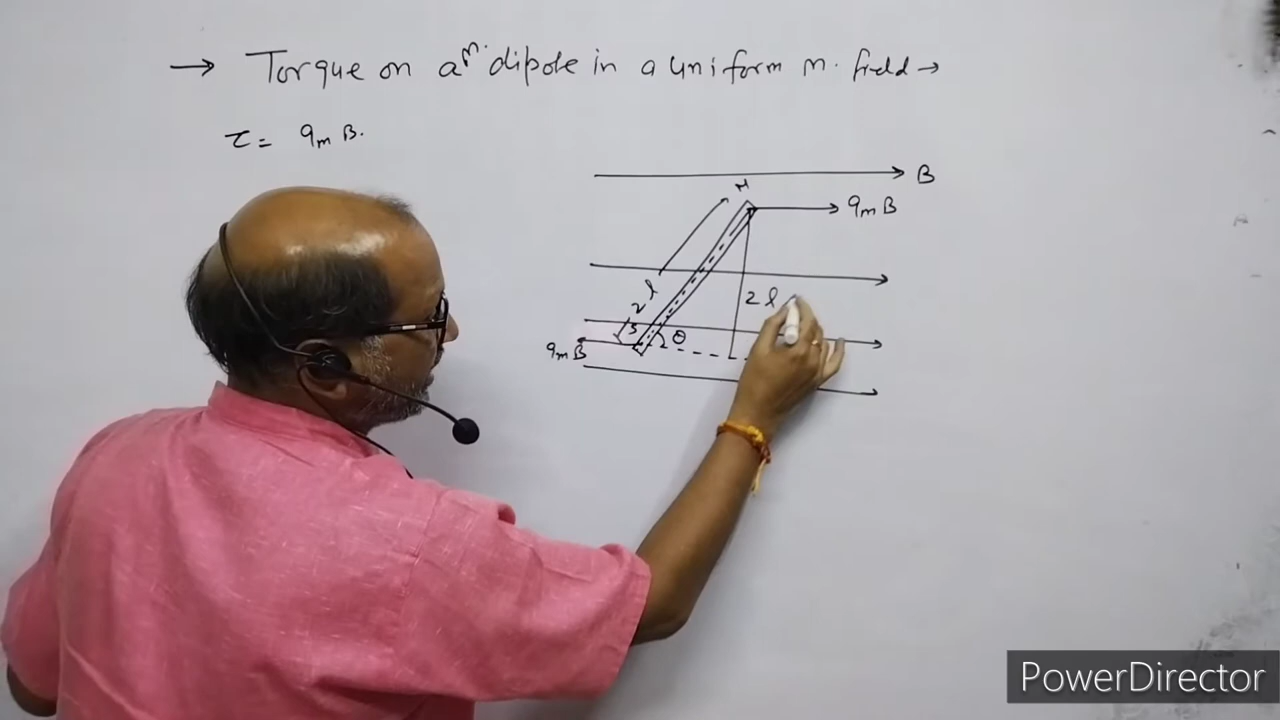 → Torque on a m. dipole in a uniform m. field →
τ = qm B.
B
N
qm B
2l
2l
S
θ
qm B
PowerDirector